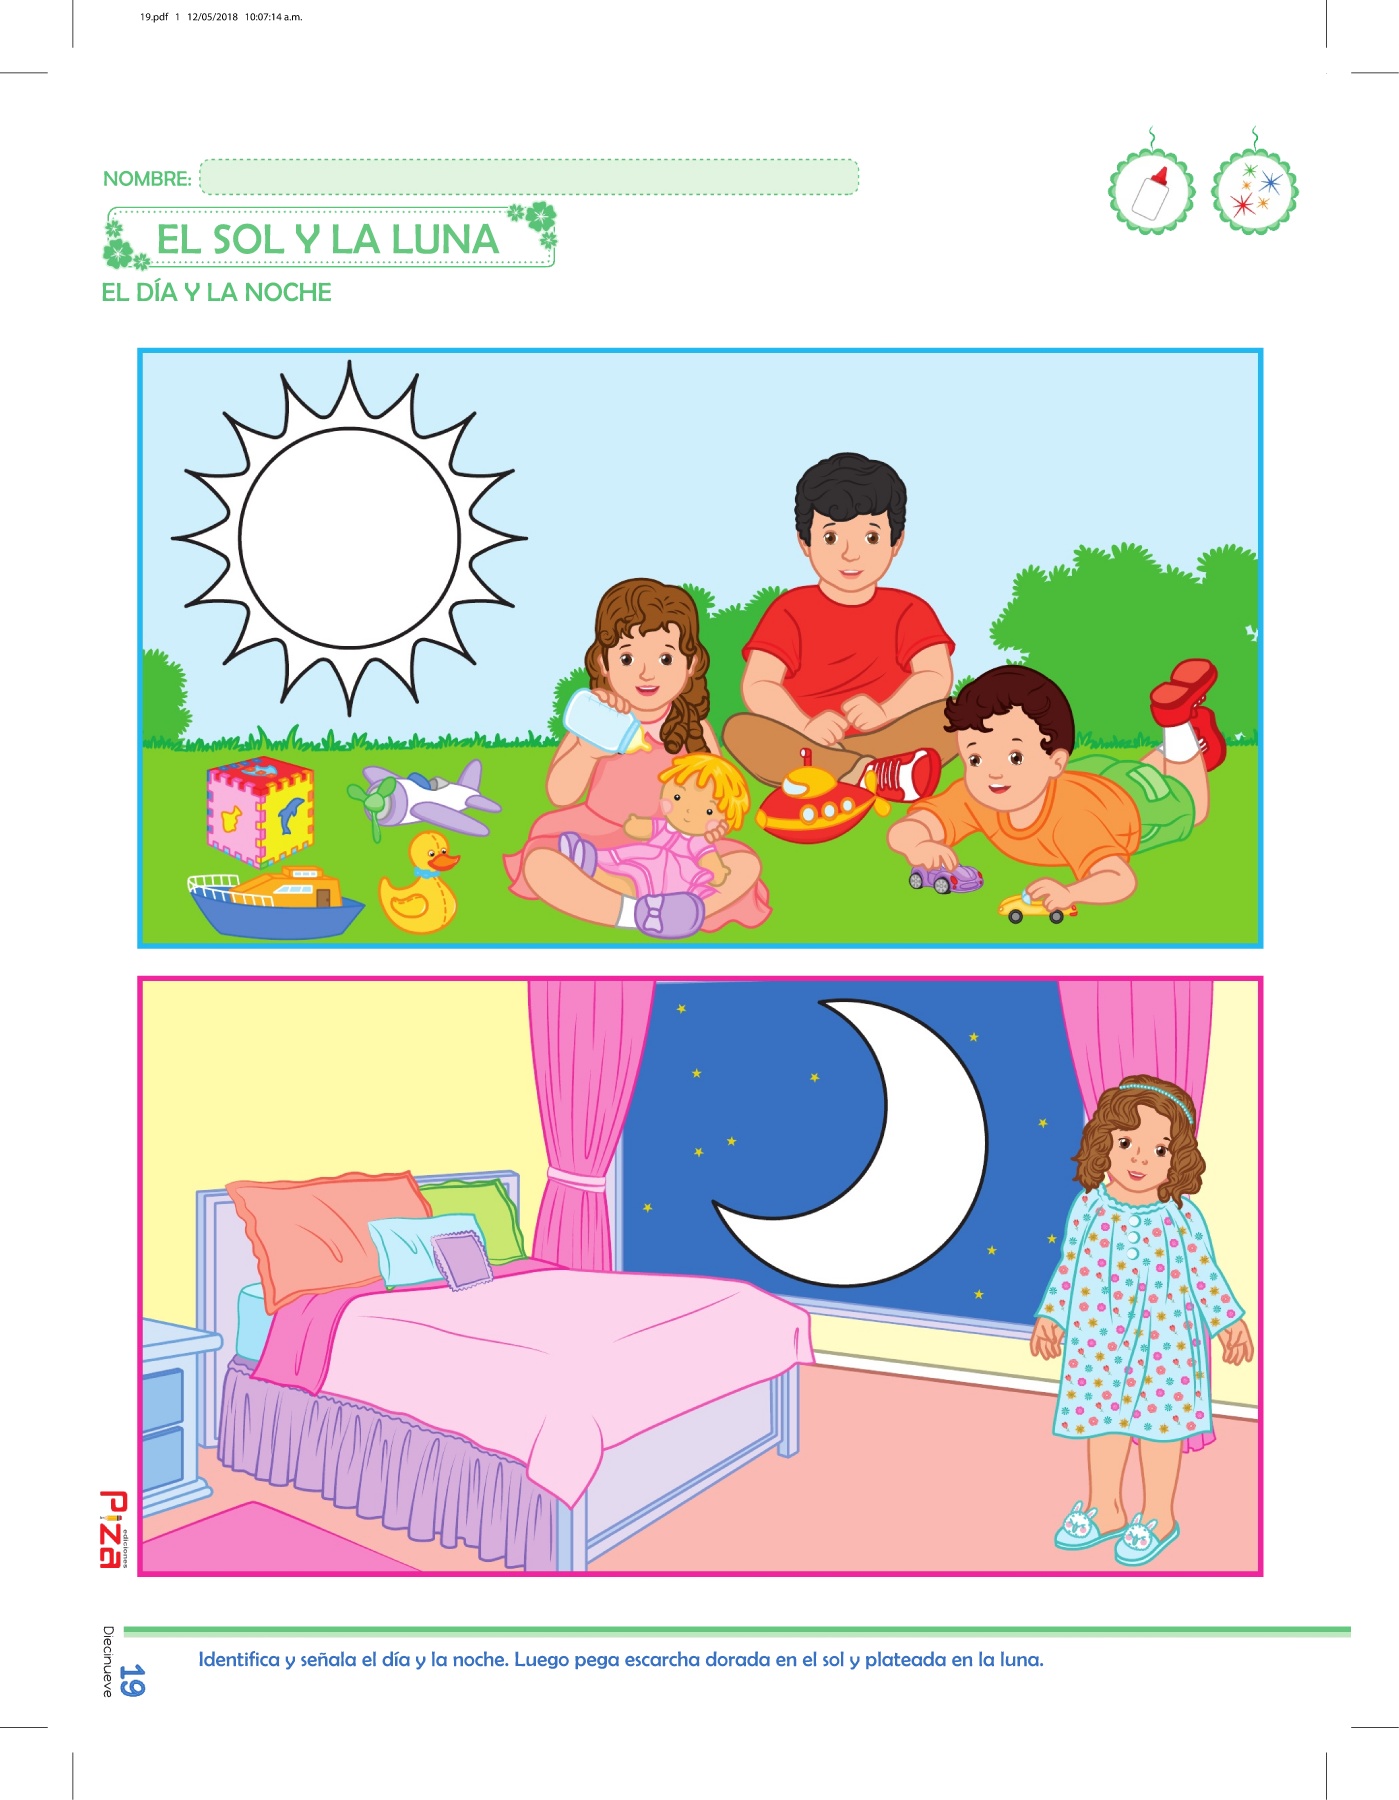 19.pdf 1 12/05/2018 10:07:14 a.m.
NOMBRE:
EL SOL Y LA LUNA
EL DÍA Y LA NOCHE
Piza
ediciones
Diecinueve
19
Identifica y señala el día y la noche. Luego pega escarcha dorada en el sol y plateada en la luna.